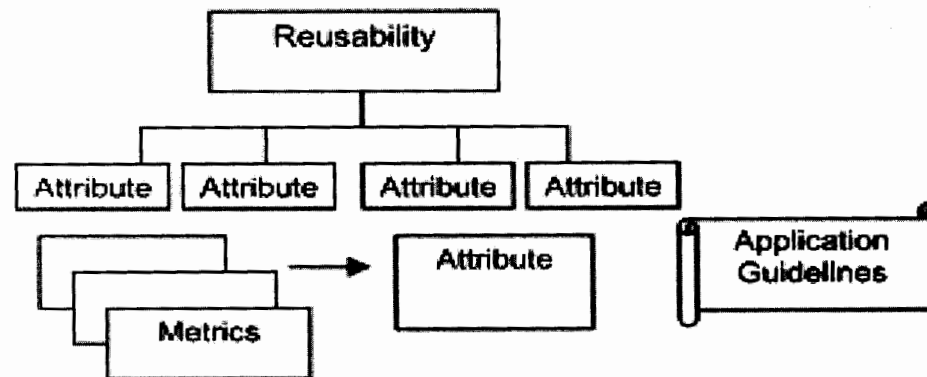 Reusability
Attribute
Attribute
Attribute
Attribute
Attribute
Application
Guidelines
Metrics